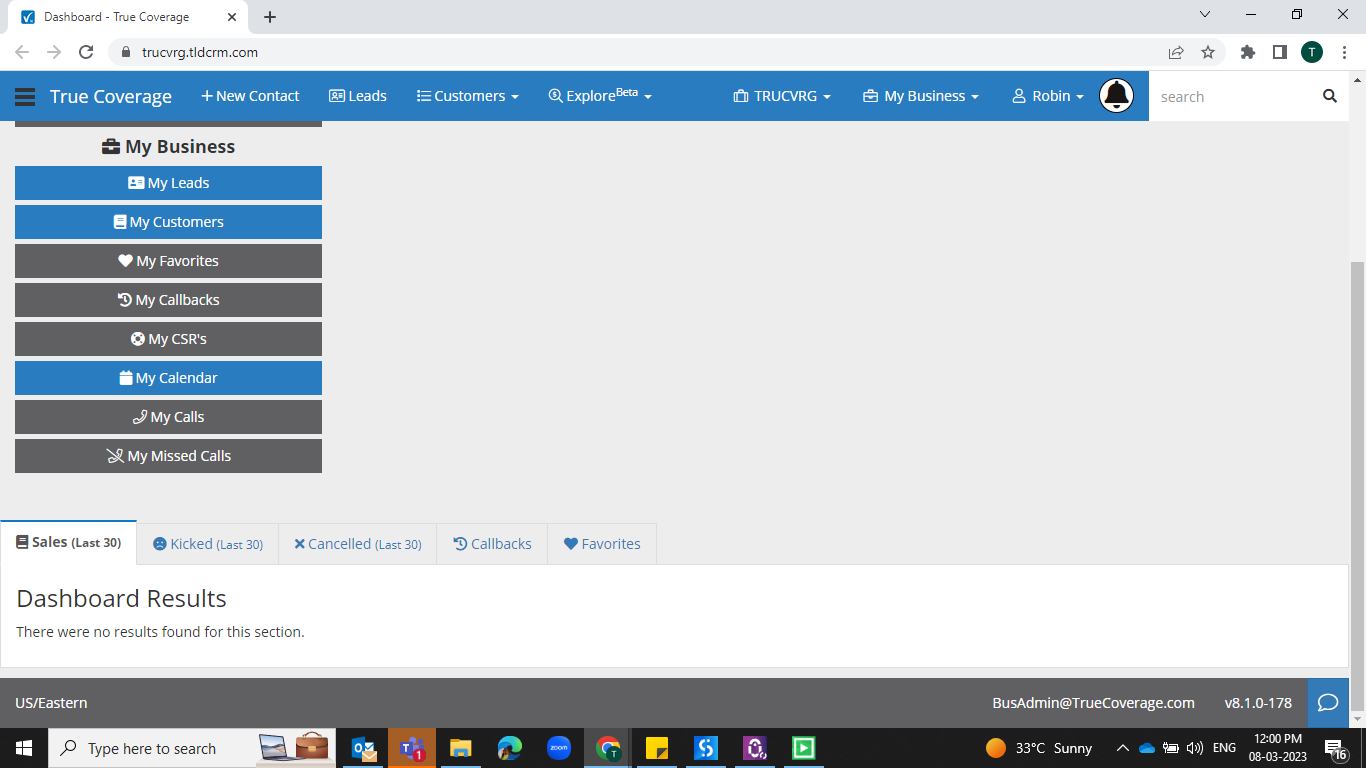 Dashboard - True Coverage
trucvrg.tldcrm.com
T
True Coverage
New Contact
Leads
Customers
Explore Beta
TRUCVRG
My Business
Robin
search
My Business
My Leads
My Customers
My Favorites
My Callbacks
My CSR's
My Calendar
My Calls
My Missed Calls
Sales (Last 30)
Kicked (Last 30)
Cancelled (Last 30)
Callbacks
Favorites
Dashboard Results
There were no results found for this section.
US/Eastern
BusAdmin@TrueCoverage.com
v8.1.0-178
Type here to search
1
zoom
T
33°C Sunny
ENG
12:00 PM
08-03-2023
16